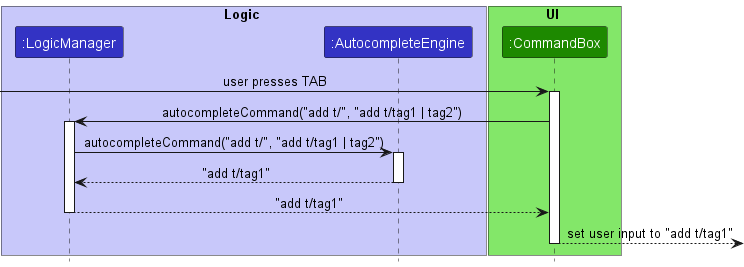 Logic
UI
:LogicManager
:AutocompleteEngine
:CommandBox
user presses TAB
autocompleteCommand("add t/", "add t/tag1 | tag2")
autocompleteCommand("add t/", "add t/tag1 | tag2")
"add t/tag1"
"add t/tag1"
set user input to "add t/tag1"